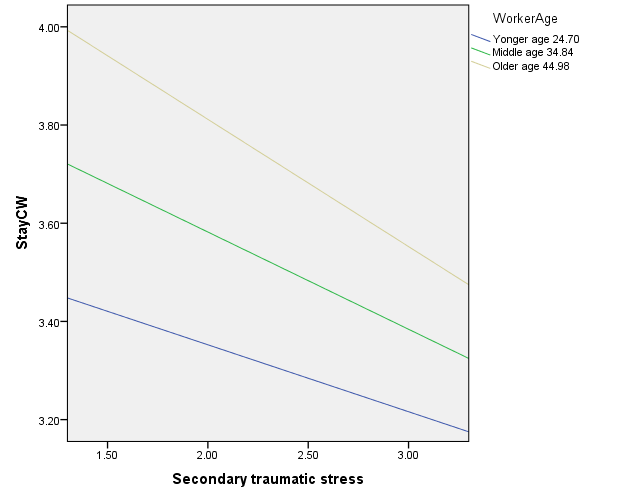 WorkerAge
Yonger age 24.70
Middle age 34.84
Older age 44.98
4.00
3.80
3.60
3.40
3.20
StayCW
1.50 2.00 2.50 3.00
Secondary traumatic stress